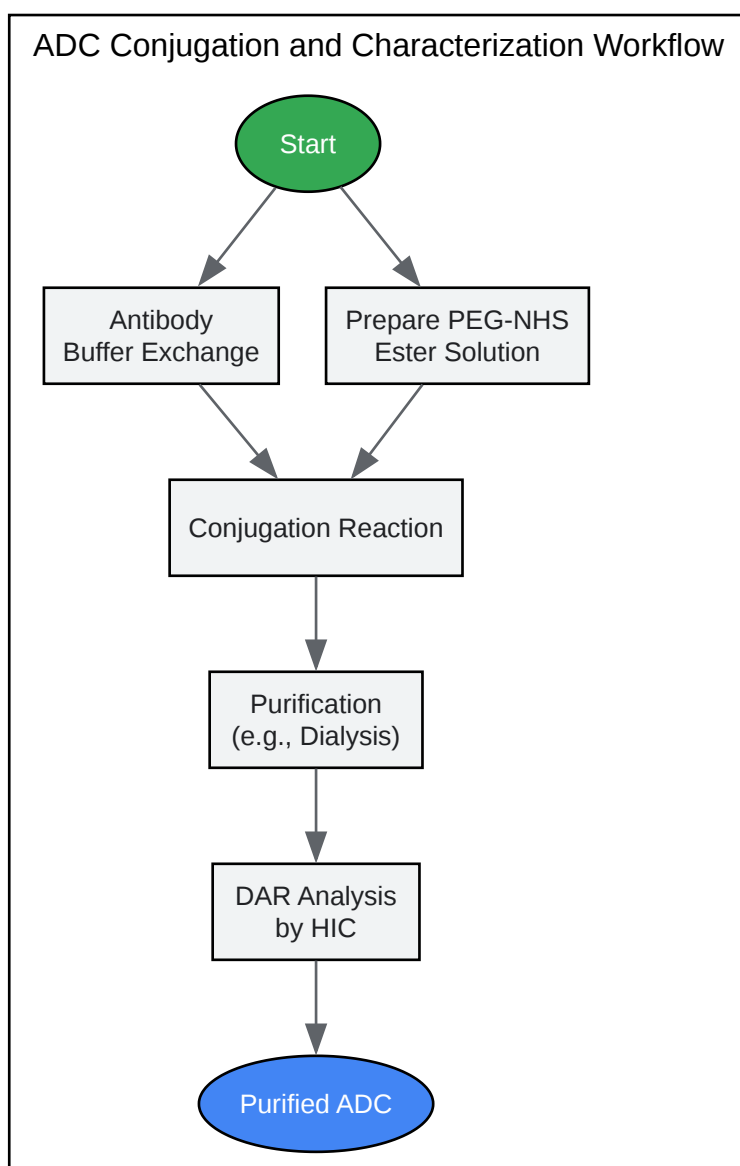 ADC Conjugation and Characterization Workflow
Start
Antibody
Buffer Exchange
Prepare PEG-NHS
Ester Solution
Conjugation Reaction
Purification
(e.g., Dialysis)
DAR Analysis
by HIC
Purified ADC